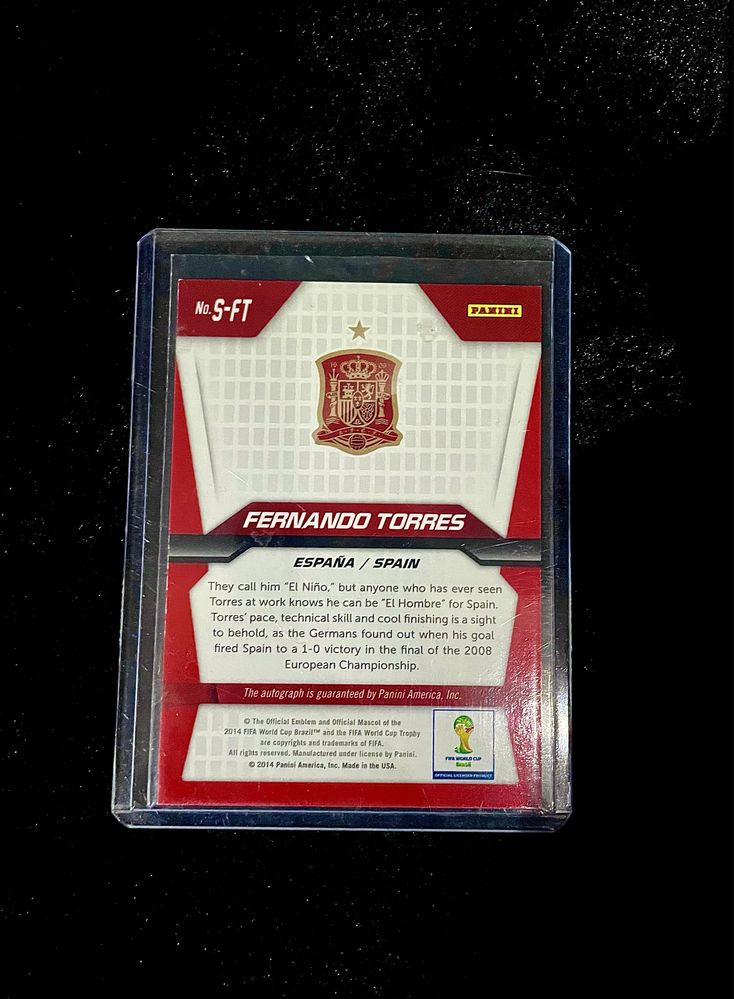 No. S-FT
PANINI
FERNANDO TORRES
ESPAÑA / SPAIN
They call him "El Niño," but anyone who has ever seen
Torres at work knows he can be "El Hombre" for Spain.
Torres' pace, technical skill and cool finishing is a sight
to behold, as the Germans found out when his goal
fired Spain to a 1-0 victory in the final of the 2008
European Championship.
The autograph is guaranteed by Panini America, Inc.
© The Official Emblem and Official Mascot of the
2014 FIFA World Cup Brazil™ and the FIFA World Cup Trophy
are copyrights and trademarks of FIFA.
All rights reserved. Manufactured under license by Panini.
© 2014 Panini America, Inc. Made in the USA.
FIFA WORLD CUP
Brasil
OFFICIAL LICENSED PRODUCT